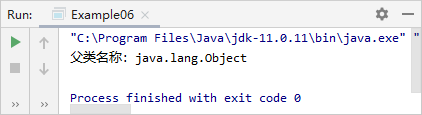 Run: Example06
"C:\Program Files\Java\jdk-11.0.11\bin\java.exe" "
父类名称: java.lang.Object
Process finished with exit code 0